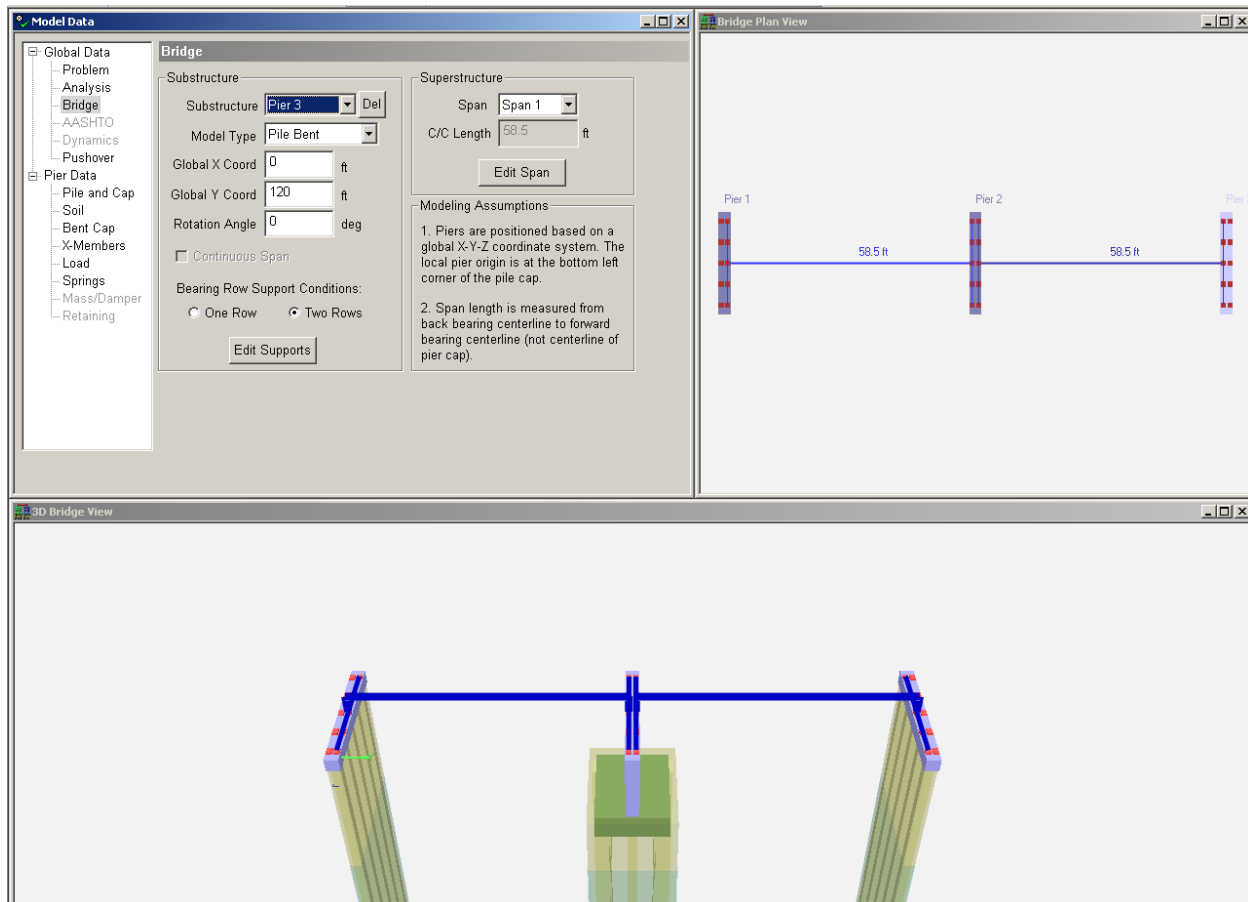 Model Data
Global Data
Problem
Analysis
Bridge
AASHTO
Dynamics
Pushover
Pier Data
Pile and Cap
Soil
Bent Cap
X-Members
Load
Springs
Mass/Damper
Retaining
Bridge
Substructure
Substructure Pier 3 Del
Model Type Pile Bent
Global X Coord 0 ft
Global Y Coord 120 ft
Rotation Angle 0 deg
Continuous Span
Bearing Row Support Conditions:
One Row Two Rows
Edit Supports
Superstructure
Span Span 1
C/C Length 58.5 ft
Edit Span
Modeling Assumptions
1. Piers are positioned based on a
global X-Y-Z coordinate system. The
local pier origin is at the bottom left
corner of the pile cap.
2. Span length is measured from
back bearing centerline to forward
bearing centerline (not centerline of
pier cap).
Bridge Plan View
Pier 1 Pier 2 Pier
58.5 ft 58.5 ft
3D Bridge View